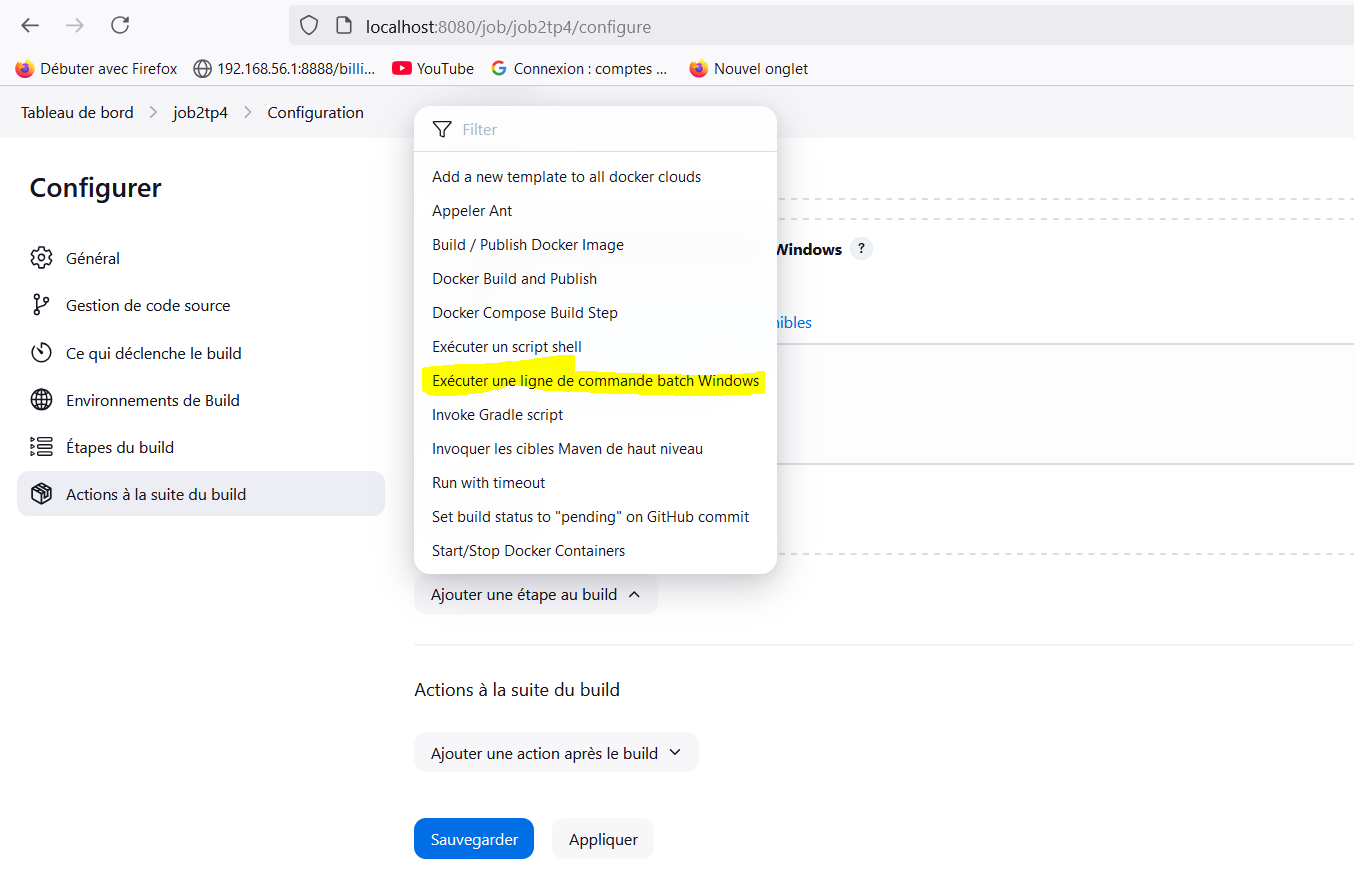 localhost:8080/job/job2tp4/configure
Débuter avec Firefox 192.168.56.1:8888/billi... YouTube Connexion : comptes ... Nouvel onglet
Tableau de bord job2tp4 Configuration
Configurer
Général
Gestion de code source
Ce qui déclenche le build
Environnements de Build
Étapes du build
Actions à la suite du build
Filter
Add a new template to all docker clouds
Appeler Ant
Build / Publish Docker Image
Docker Build and Publish
Docker Compose Build Step
Exécuter un script shell
Exécuter une ligne de commande batch Windows
Invoke Gradle script
Invoquer les cibles Maven de haut niveau
Run with timeout
Set build status to "pending" on GitHub commit
Start/Stop Docker Containers
Windows ?
Ajouter une étape au build
Actions à la suite du build
Ajouter une action après le build
Sauvegarder Appliquer